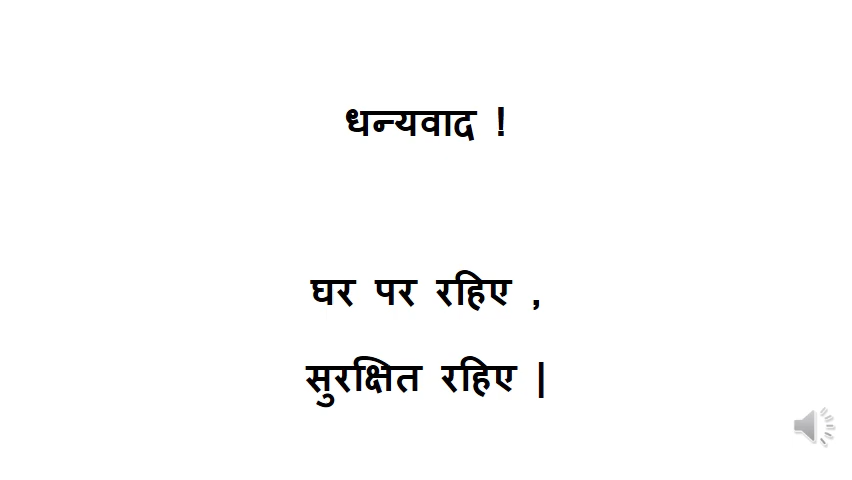 धन्यवाद !
घर पर रहिए ,
सुरक्षित रहिए |